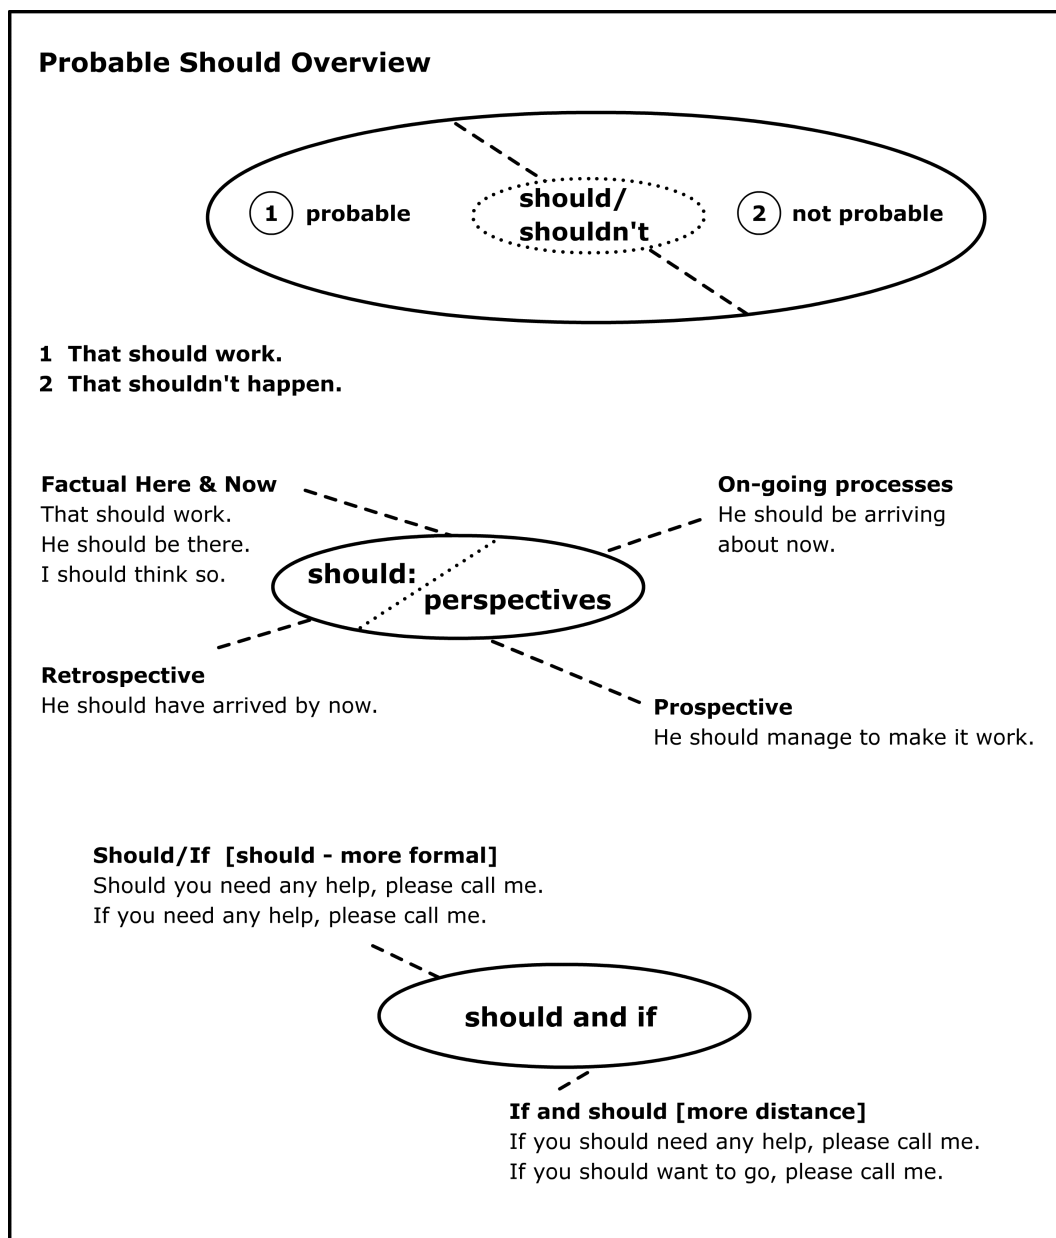 Probable Should Overview
1 probable
should/
shouldn't
2 not probable
1 That should work.
2 That shouldn't happen.
Factual Here & Now
That should work.
He should be there.
I should think so.
On-going processes
He should be arriving
about now.
should:
perspectives
Retrospective
He should have arrived by now.
Prospective
He should manage to make it work.
Should/If [should - more formal]
Should you need any help, please call me.
If you need any help, please call me.
should and if
If and should [more distance]
If you should need any help, please call me.
If you should want to go, please call me.